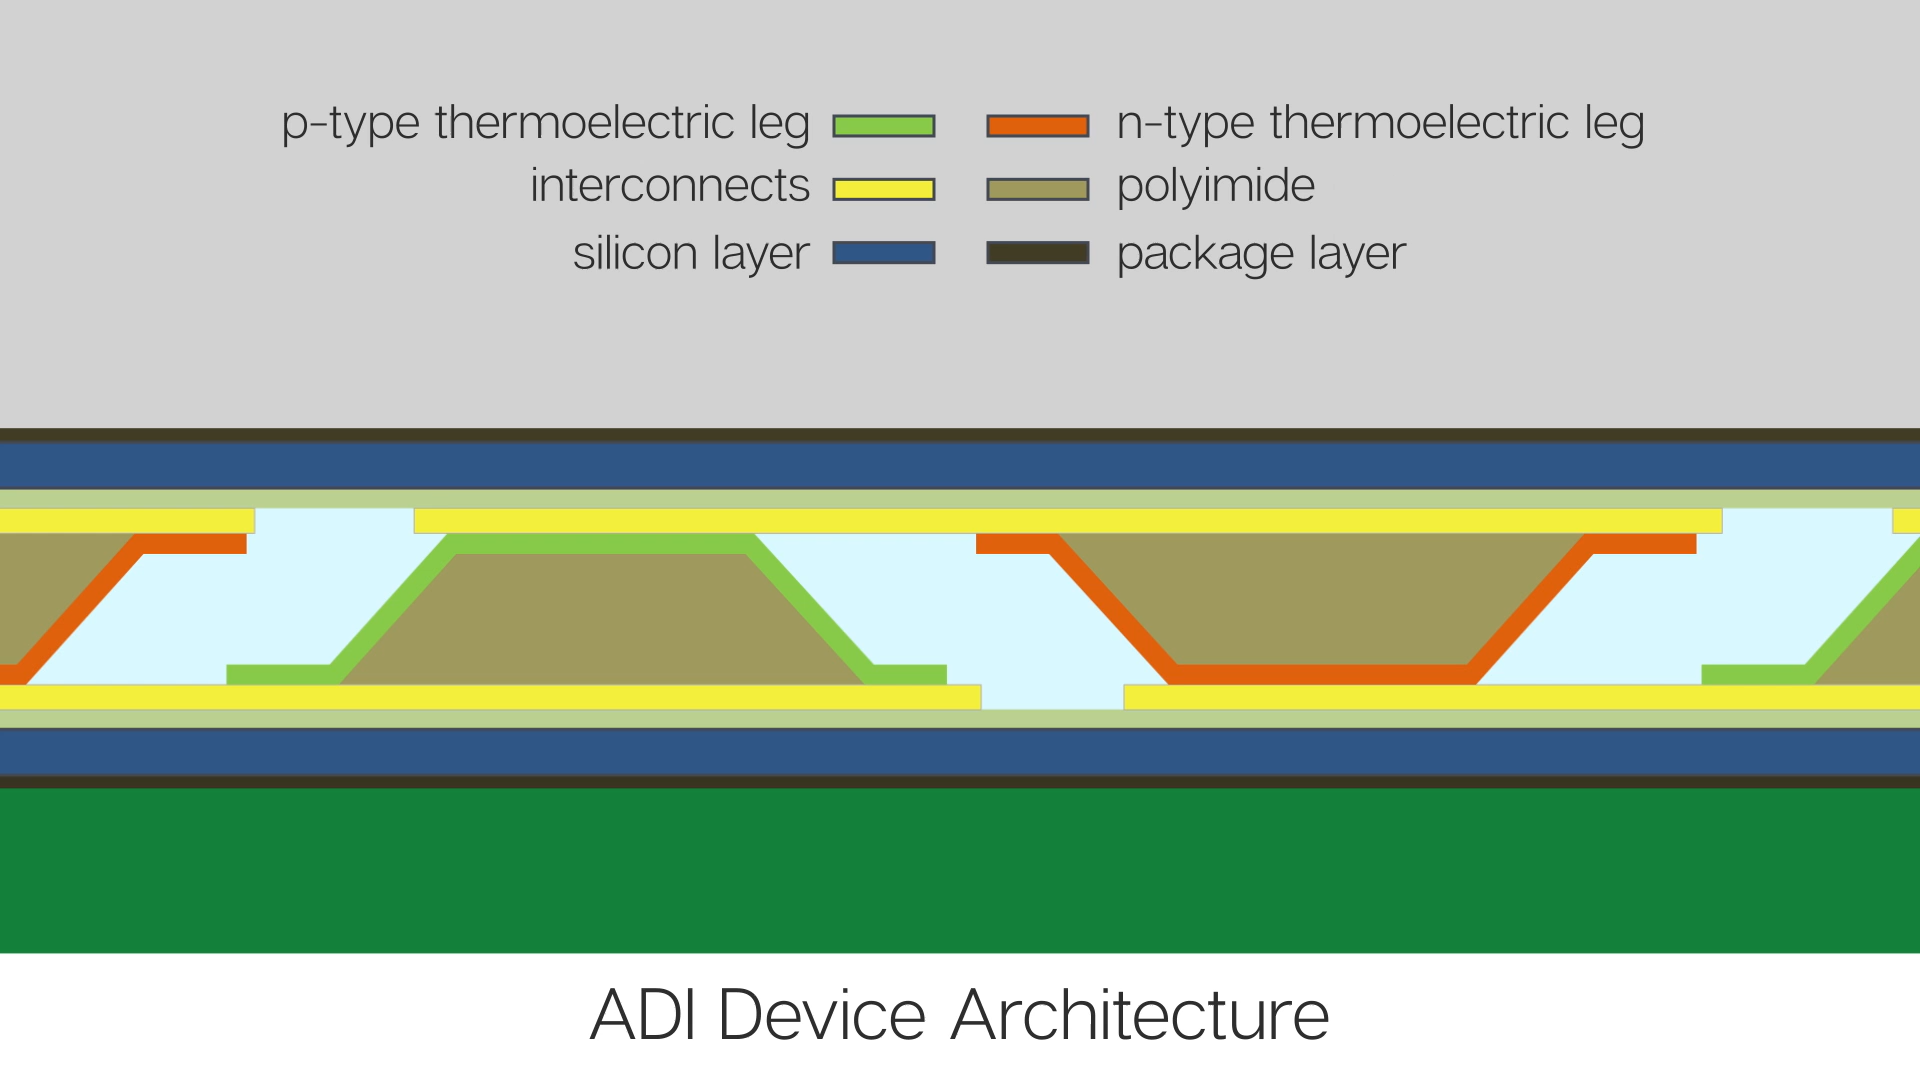 p-type thermoelectric leg
n-type thermoelectric leg
interconnects
polyimide
silicon layer
package layer
ADI Device Architecture